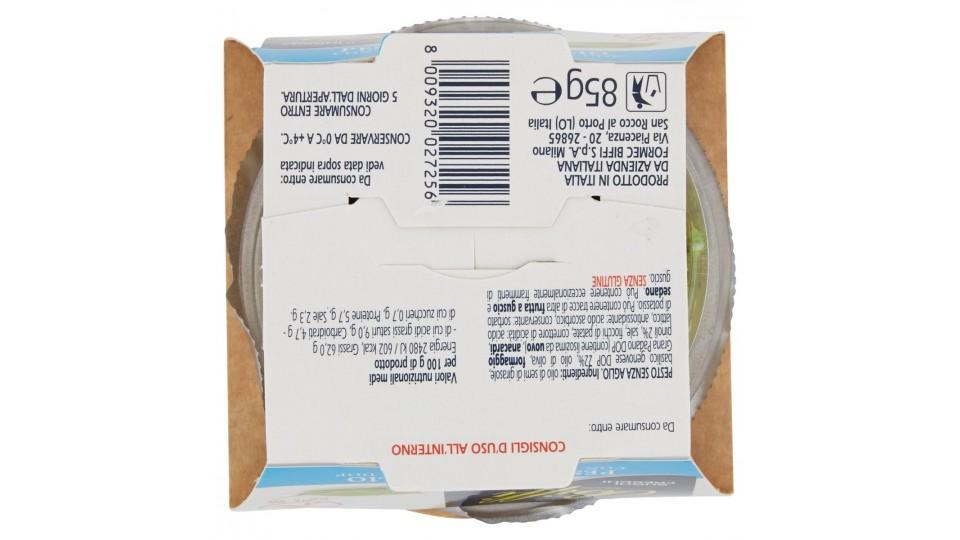 CONSIGLI D'USO ALL'INTERNO
Da consumare entro:
PESTO SENZA AGLIO. Ingredienti: olio di semi di girasole,
basilico genovese DOP 22%, olio di oliva, formaggio
Grana Padano DOP (contiene lisozima da uovo), anacardi,
pinoli 2%, sale, fiocchi di patate, correttore di acidità: acido
lattico, antiossidante: acido ascorbico, conservante: sorbato
di potassio. Può contenere tracce di altra frutta a guscio e
sedano. Può contenere eccezionalmente frammenti di
guscio. SENZA GLUTINE
Valori nutrizionali medi
per 100 g di prodotto
Energia 2480 kJ 602 kcal, Grassi 62,0 g
- di cui acidi grassi saturi 9,0 g, Carboidrati 4,7 g -
di cui zuccheri 0,7 g, Proteine 5,7 g, Sale 2,3 g.
PRODOTTO IN ITALIA
DA AZIENDA ITALIANA
FORMEC BIFFI S.p.A. Milano
Via Piacenza, 20 - 26865
San Rocco al Porto (LO) Italia
85g e
8 009320 027256
Da consumare entro:
vedi data sopra indicata
CONSERVARE DA 0°C A +4°C.
CONSUMARE ENTRO
5 GIORNI DALL'APERTURA.